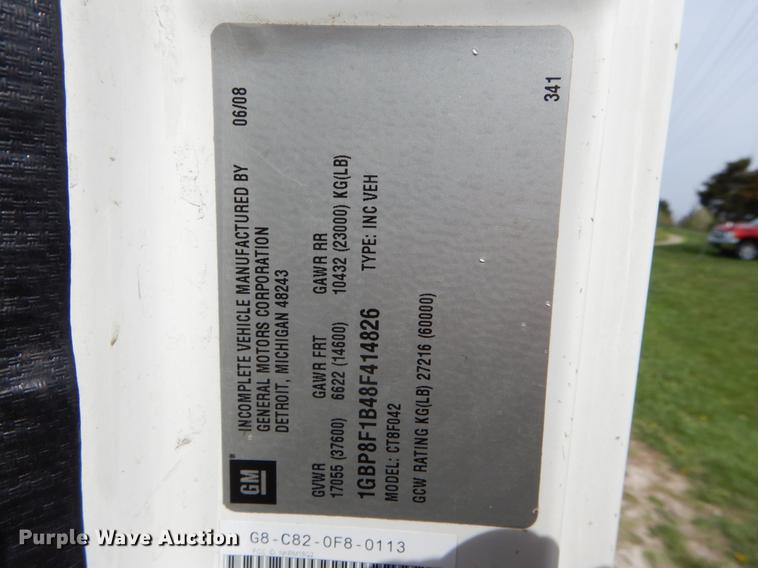 GM
INCOMPLETE VEHICLE MANUFACTURED BY 06/08
GENERAL MOTORS CORPORATION
DETROIT, MICHIGAN 48243
GVWR GAWR FRT GAWR RR
17055 (37600) 6622 (14600) 10432 (23000) KG(LB)
1GBP8F1B48F414826 TYPE: INC VEH
MODEL: CT8F042
GCW RATING KG(LB) 27216 (60000)
341
G8-C82-0F8-0113
Purple Wave Auction